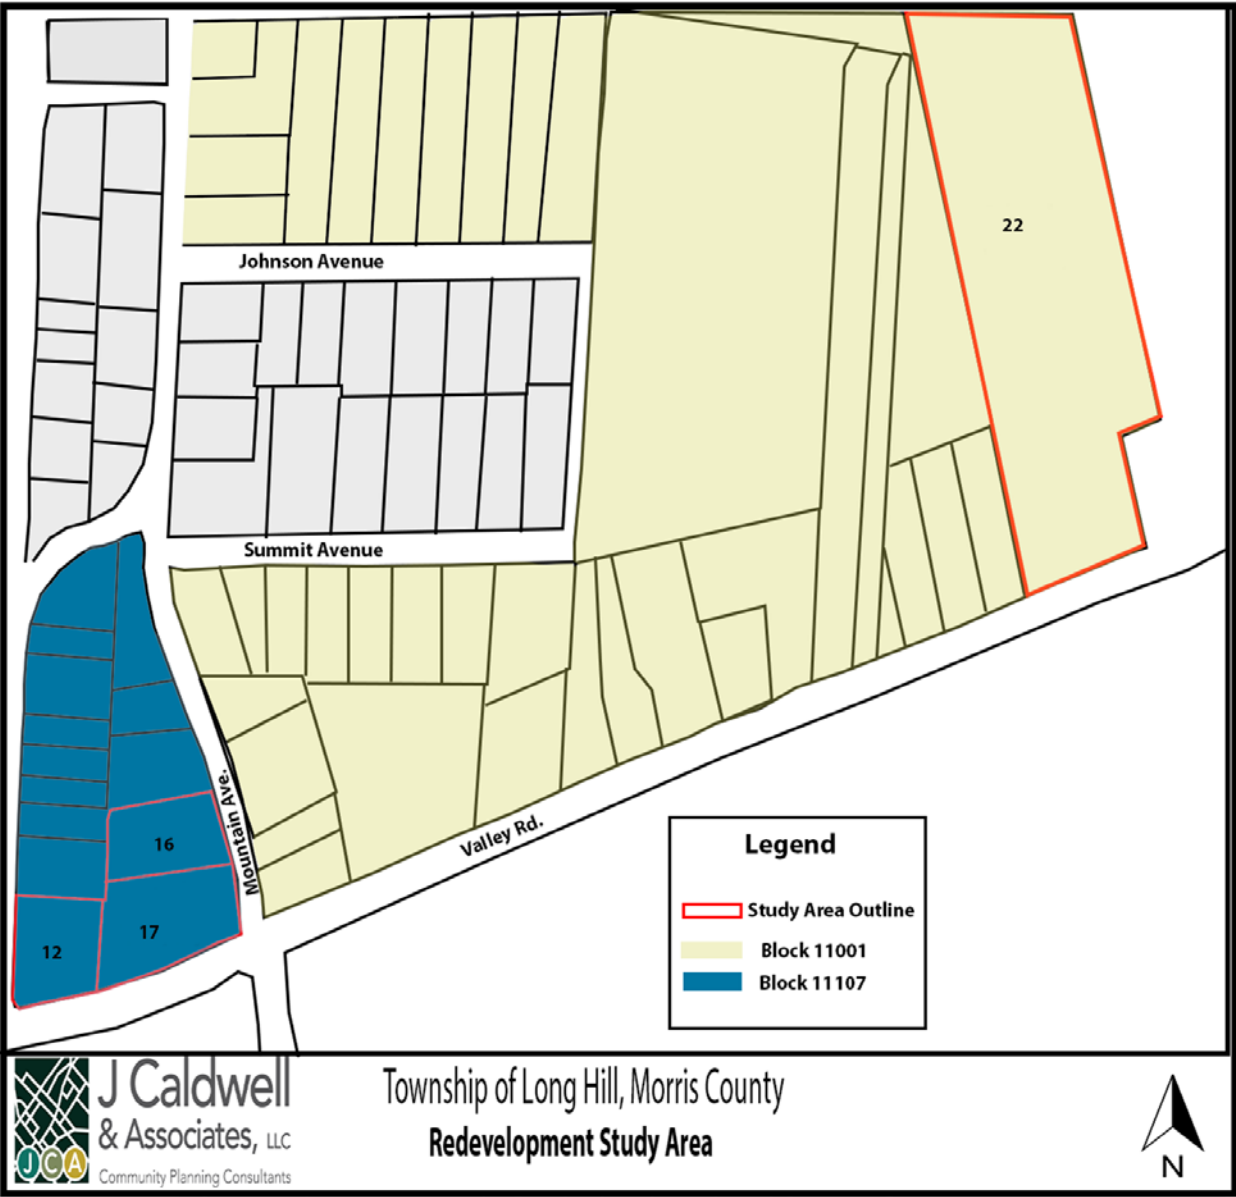 22
Johnson Avenue
Summit Avenue
Mountain Ave.
Valley Rd.
16
17
12
Legend
Study Area Outline
Block 11001
Block 11107
J Caldwell
& Associates, LLC
JCA
Community Planning Consultants
Township of Long Hill, Morris County
Redevelopment Study Area
N